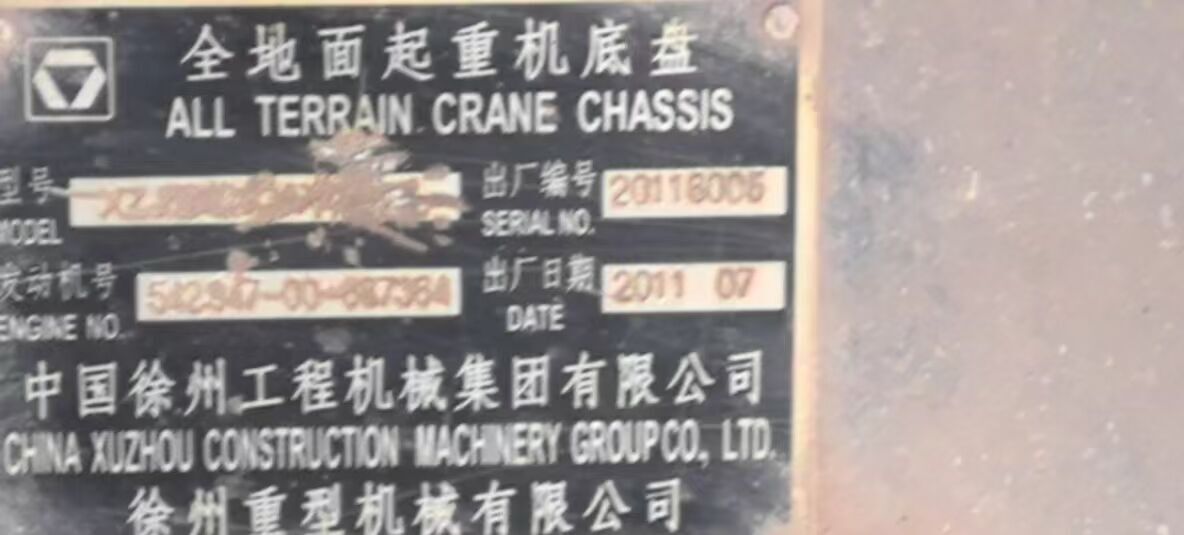 全地面起重机底盘
ALL TERRAIN CRANE CHASSIS
型号 出厂编号
MODEL SERIAL NO.
发动机号 出厂日期 2011 07
ENGINE NO. DATE
中国徐州工程机械集团有限公司
CHINA XUZHOU CONSTRUCTION MACHINERY GROUP CO., LTD.
徐州重型机械有限公司